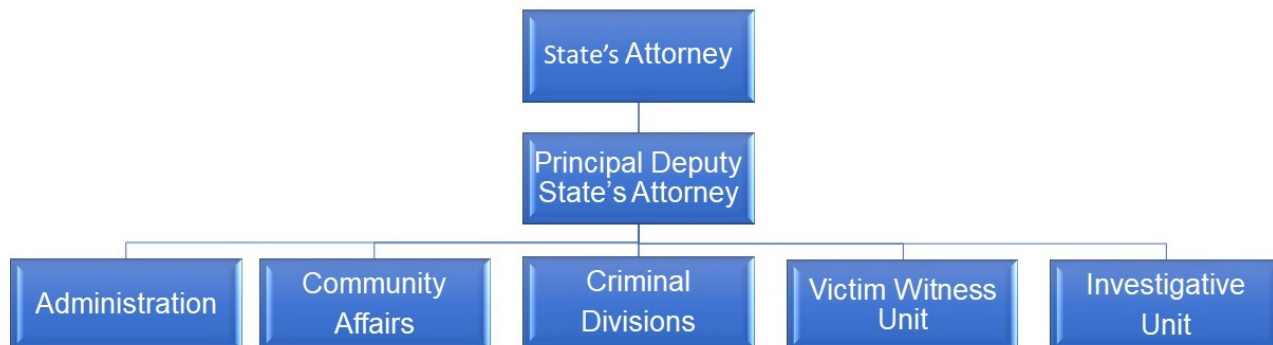 State’s Attorney
Principal Deputy
State’s Attorney
Administration
Community
Affairs
Criminal
Divisions
Victim Witness
Unit
Investigative
Unit